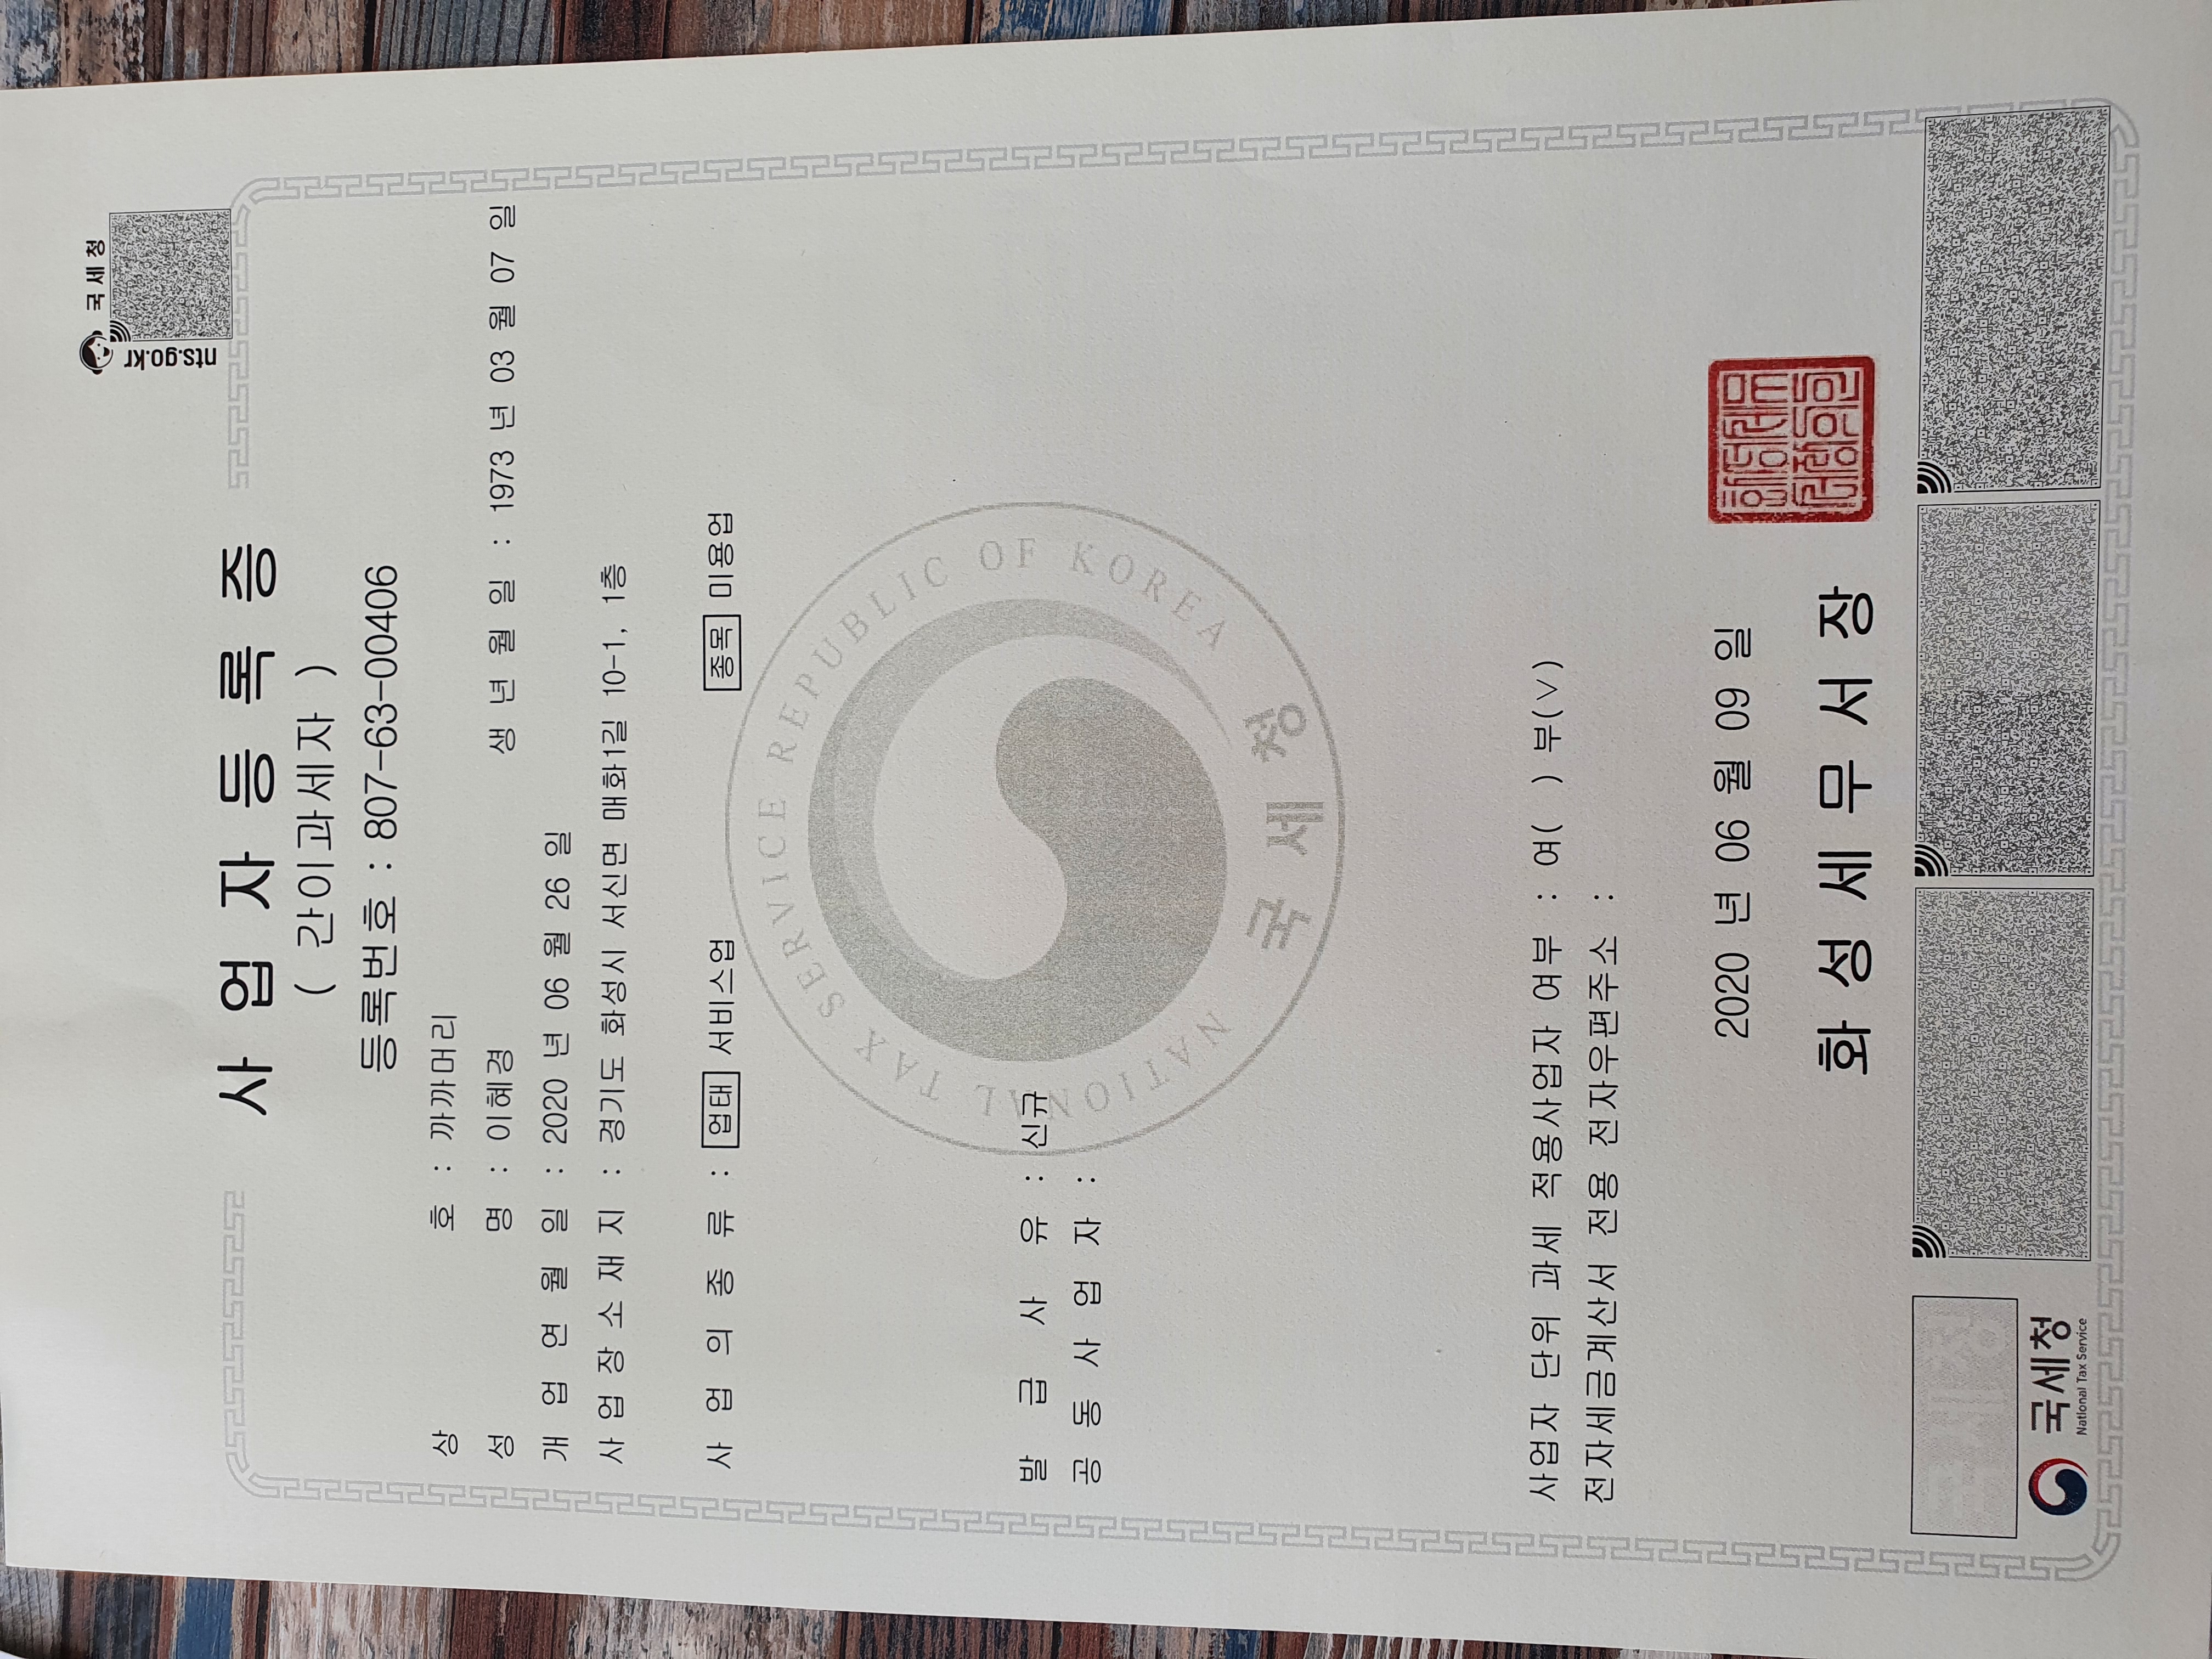 국세청
nts.go.kr
사업자등록증
( 간이과세자 )
등록번호 : 807-63-00406
상 호 : 까까머리
성 명 : 이혜경 생 년 월 일 : 1973 년 03 월 07 일
개 업 연 월 일 : 2020 년 06 월 26 일
사 업 장 소 재 지 : 경기도 화성시 서신면 매화1길 10-1, 1층
사 업 의 종 류 : 업태 서비스업 종목 미용업
NATIONAL TAX SERVICE REPUBLIC OF KOREA
국세청
발 급 사 유 : 신규
공 동 사 업 자 :
사업자 단위 과세 적용사업자 여부 : 여( ) 부(∨)
전자세금계산서 전용 전자우편주소 :
2020 년 06 월 09 일
화 성 세 무 서 장
국세청
National Tax Service